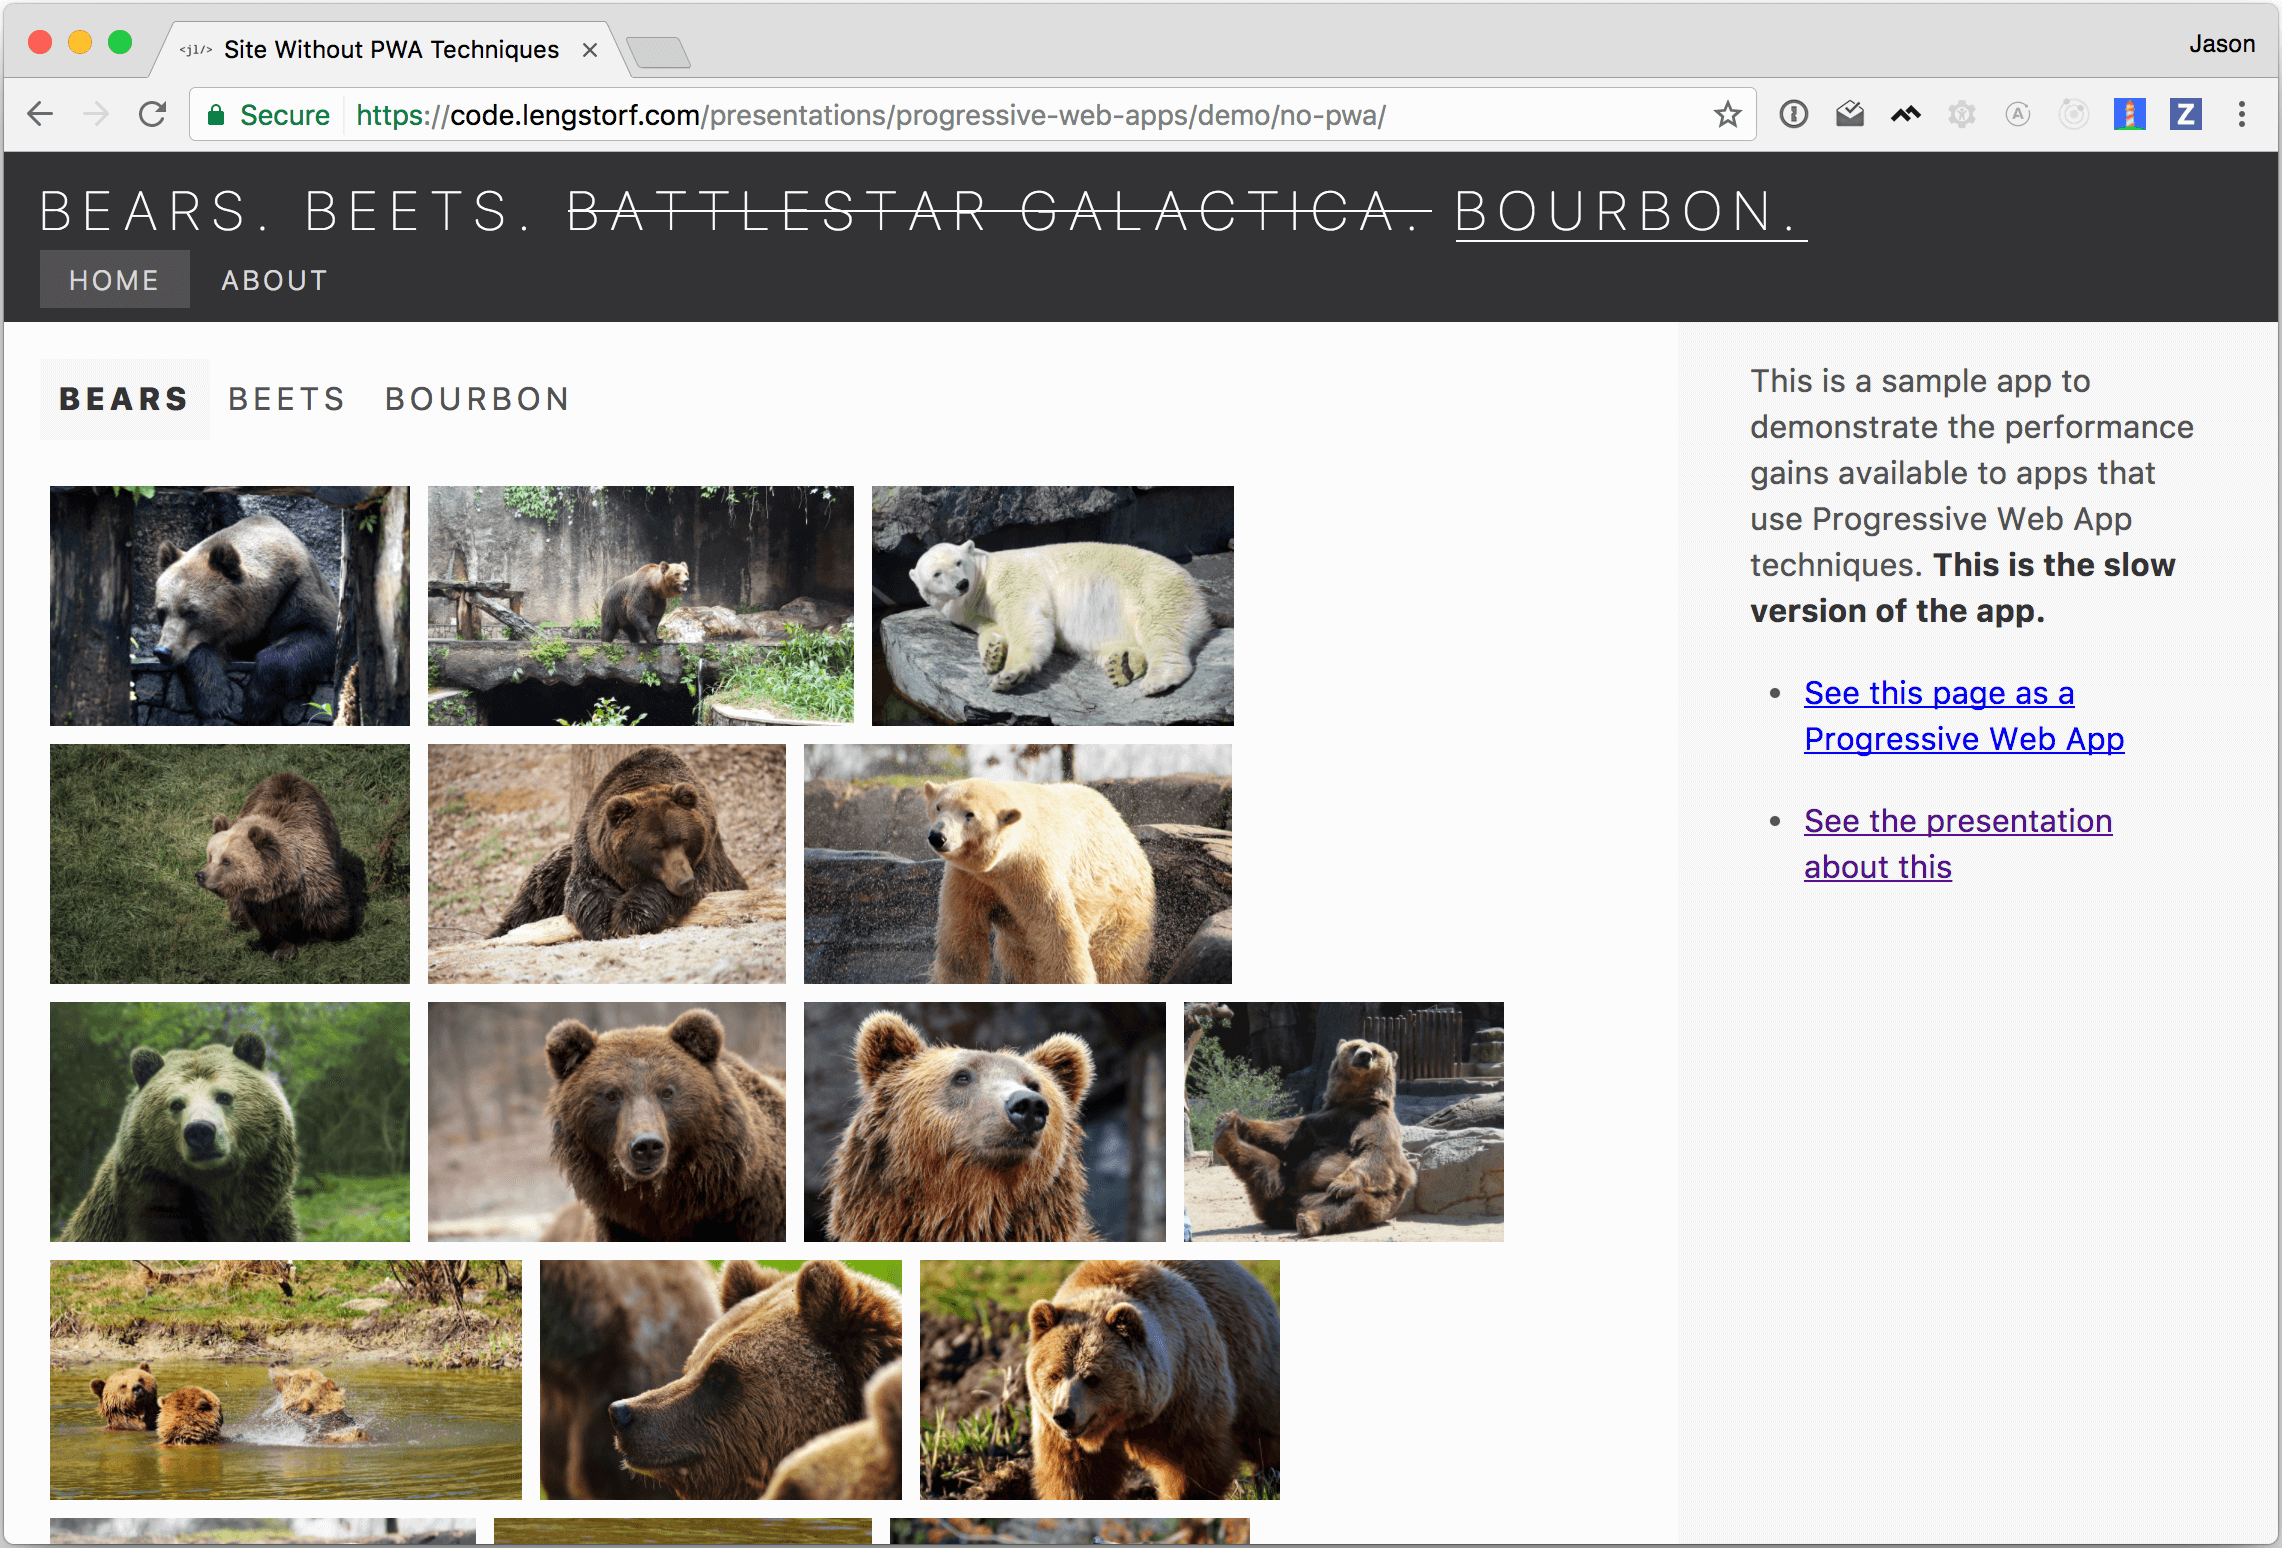 <jl/> Site Without PWA Techniques
Jason
Secure https://code.lengstorf.com/presentations/progressive-web-apps/demo/no-pwa/
A
Z
BEARS. BEETS. BATTLESTAR GALACTICA. BOURBON.
HOME ABOUT
BEARS BEETS BOURBON
This is a sample app to
demonstrate the performance
gains available to apps that
use Progressive Web App
techniques. This is the slow
version of the app.
• See this page as a
Progressive Web App
• See the presentation
about this